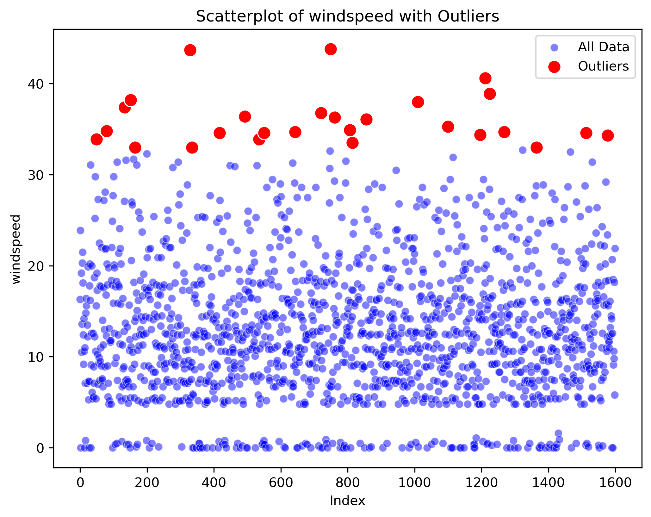 Scatterplot of windspeed with Outliers
All Data
Outliers
windspeed
40
30
20
10
0
0 200 400 600 800 1000 1200 1400 1600
Index